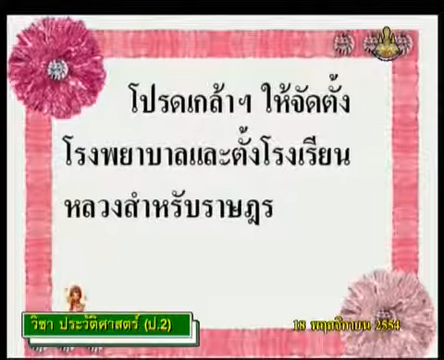 โปรดเกล้าฯ ให้จัดตั้ง
โรงพยาบาลและตั้งโรงเรียน
หลวงสำหรับราษฎร
วิชา ประวัติศาสตร์ (ป.2)
18 พฤศจิกายน 2554